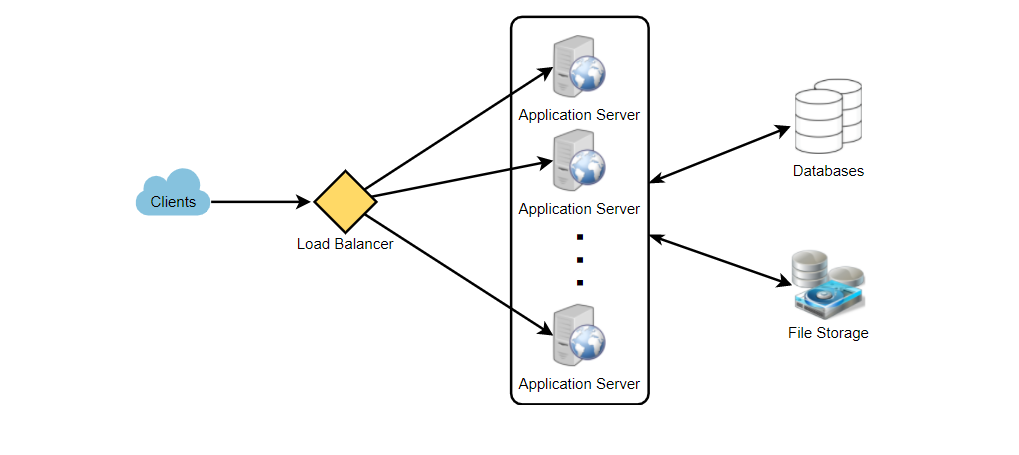 Clients
Load Balancer
Application Server
Application Server
Application Server
Databases
File Storage